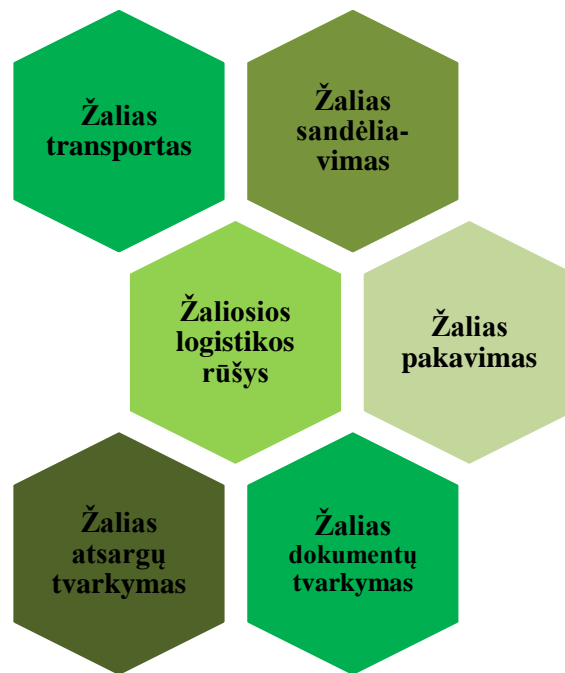 Žalias
transportas
Žalias
sandėlia-
vimas
Žaliosios
logistikos
rūšys
Žalias
pakavimas
Žalias
atsargų
tvarkymas
Žalias
dokumentų
tvarkymas